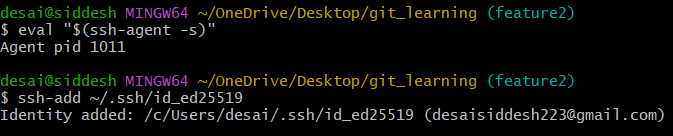 desai@siddesh MINGW64 ~/OneDrive/Desktop/git_learning (feature2)
$ eval "$(ssh-agent -s)"
Agent pid 1011
desai@siddesh MINGW64 ~/OneDrive/Desktop/git_learning (feature2)
$ ssh-add ~/.ssh/id_ed25519
Identity added: /c/Users/desai/.ssh/id_ed25519 (desaisiddesh223@gmail.com)